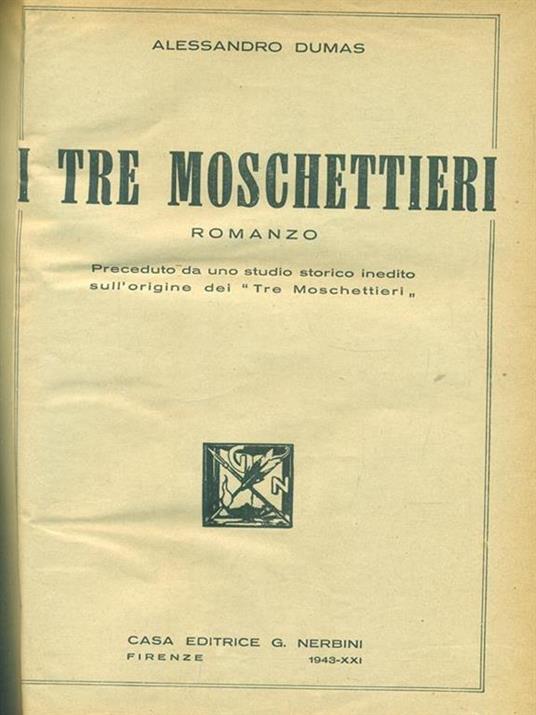 ALESSANDRO DUMAS
I TRE MOSCHETTIERI
ROMANZO
Preceduto da uno studio storico inedito
sull'origine dei "Tre Moschettieri„
G
N
CASA EDITRICE G. NERBINI
FIRENZE 1943-XXI